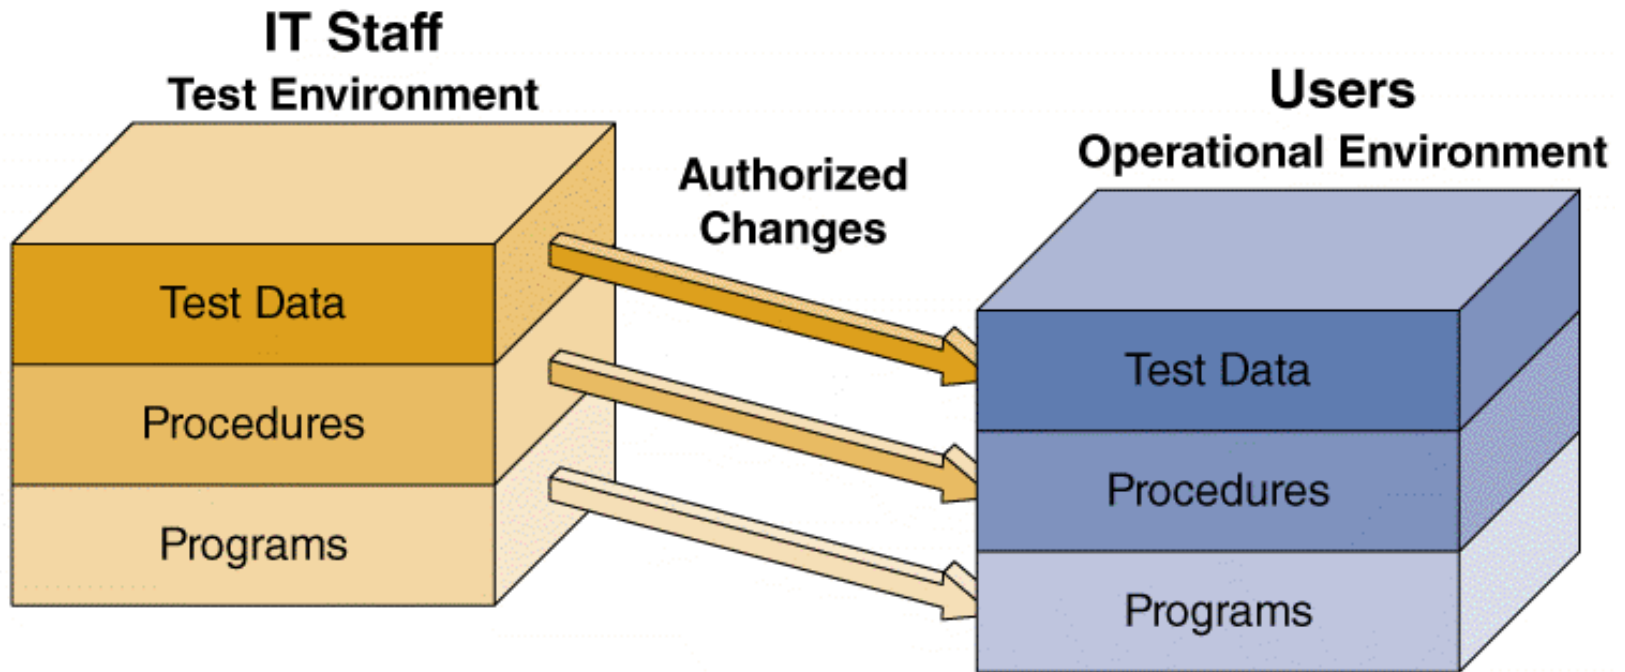 IT Staff
Test Environment
Test Data
Procedures
Programs
Authorized
Changes
Users
Operational Environment
Test Data
Procedures
Programs